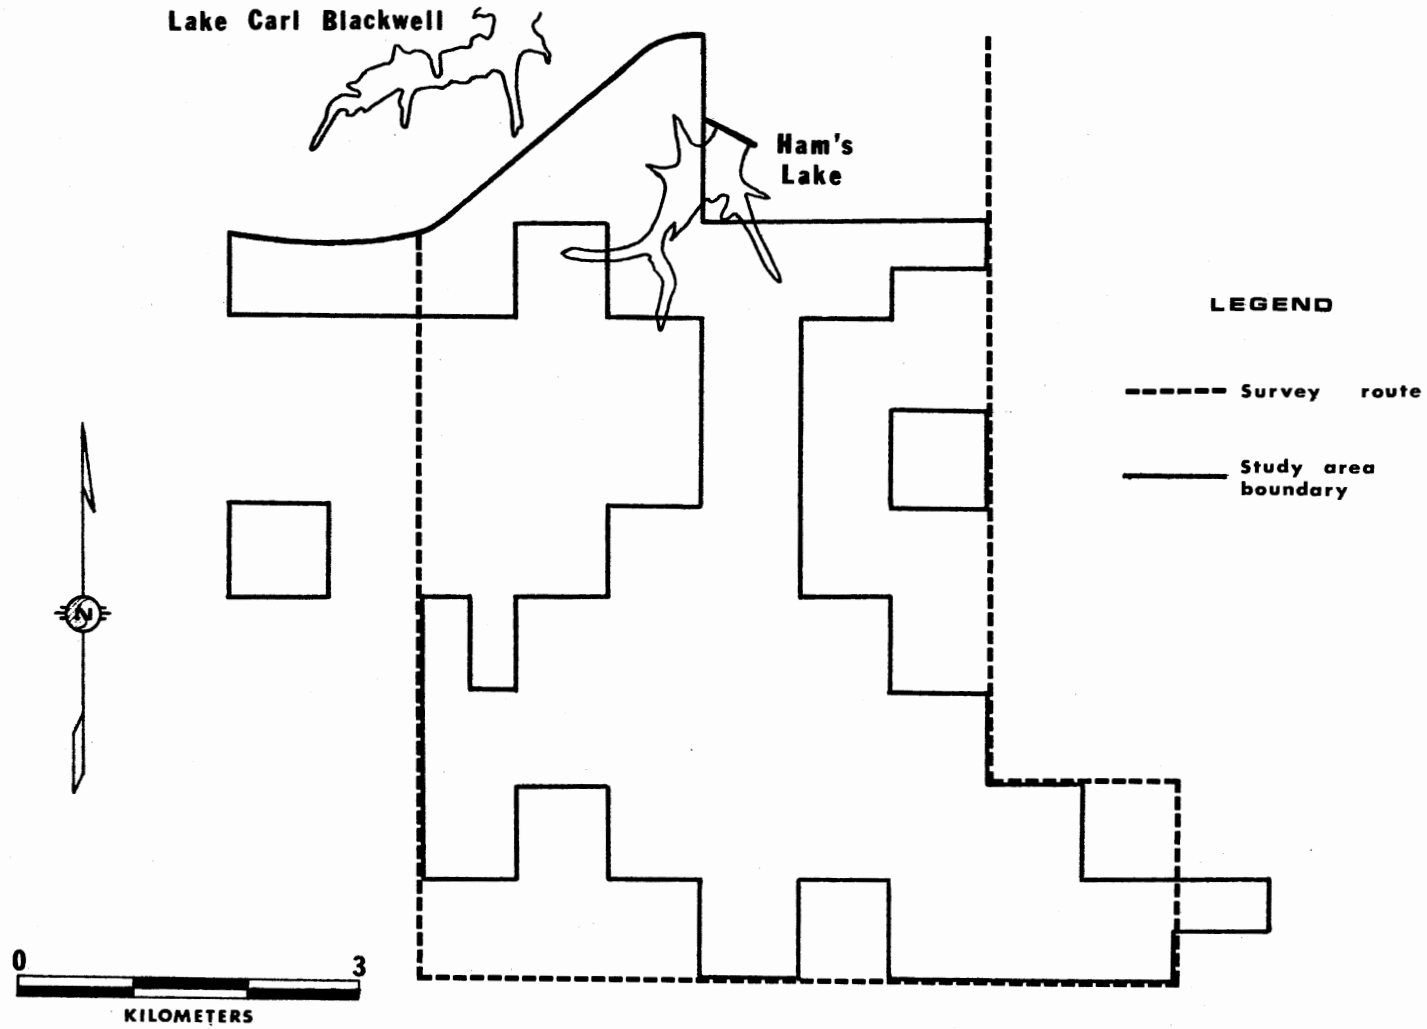 Lake Carl Blackwell
Ham's
Lake
LEGEND
Survey route
Study area
boundary
N
0 3
KILOMETERS